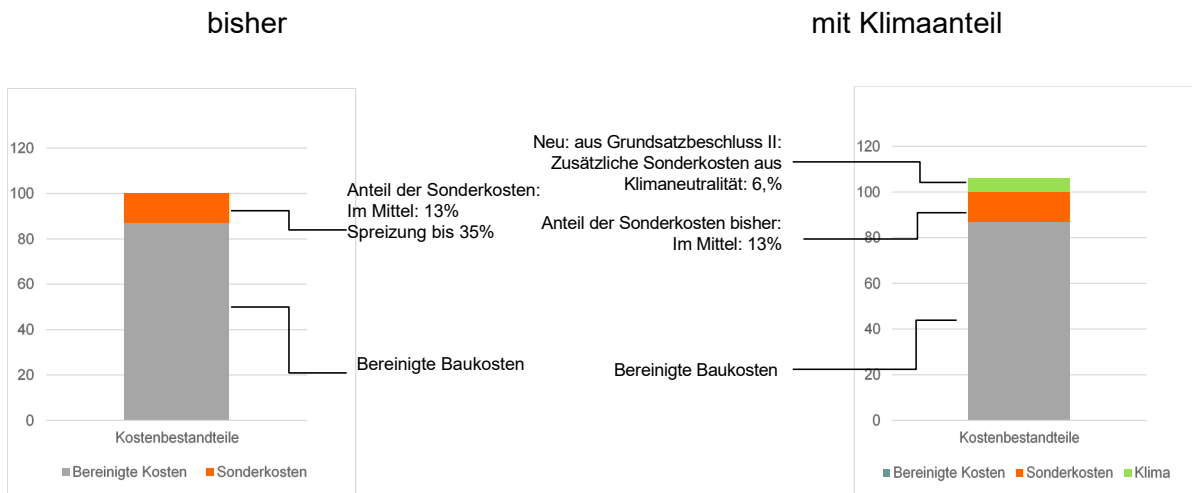 bisher
120
100
80
60
40
20
0
Kostenbestandteile
Bereinigte Kosten Sonderkosten
Anteil der Sonderkosten:
Im Mittel: 13%
Spreizung bis 35%
Bereinigte Baukosten
mit Klimaanteil
Neu: aus Grundsatzbeschluss II:
Zusätzliche Sonderkosten aus
Klimaneutralität: 6,%
Anteil der Sonderkosten bisher:
Im Mittel: 13%
Bereinigte Baukosten
120
100
80
60
40
20
0
Kostenbestandteile
Bereinigte Kosten Sonderkosten Klima